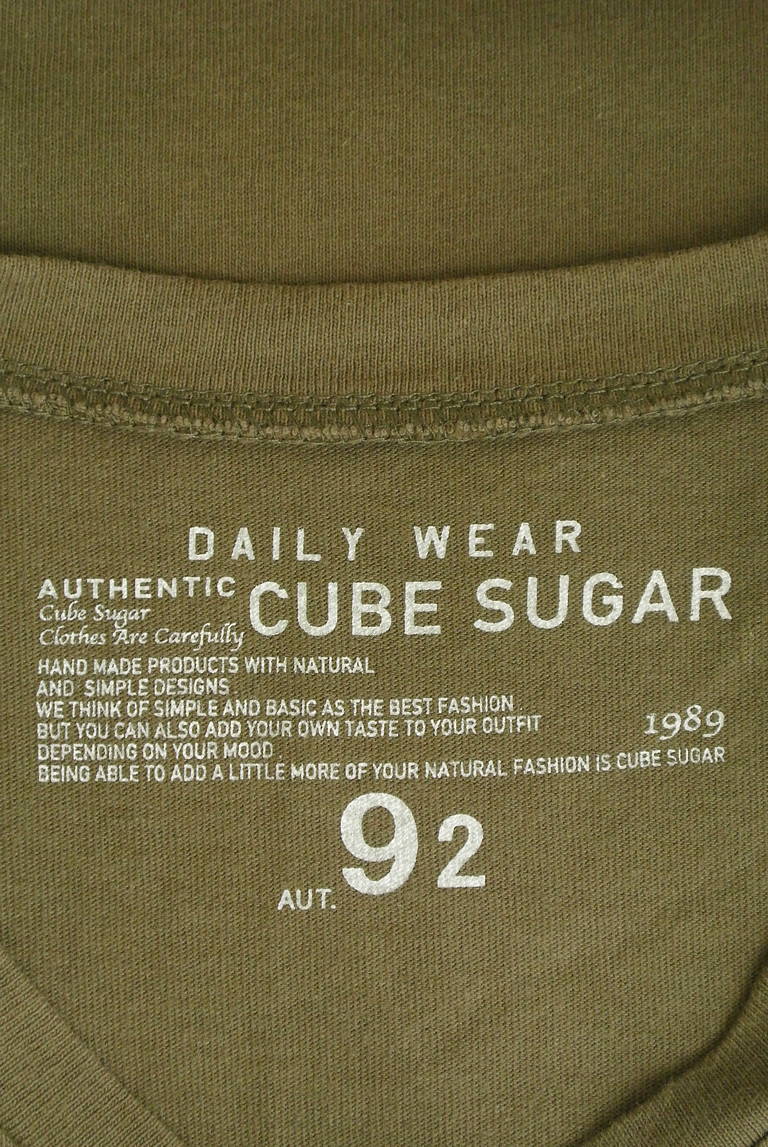 DAILY WEAR
AUTHENTIC CUBE SUGAR
Cube Sugar
Clothes Are Carefully
HAND MADE PRODUCTS WITH NATURAL
AND SIMPLE DESIGNS
WE THINK OF SIMPLE AND BASIC AS THE BEST FASHION.
BUT YOU CAN ALSO ADD YOUR OWN TASTE TO YOUR OUTFIT
1989
DEPENDING ON YOUR MOOD
BEING ABLE TO ADD A LITTLE MORE OF YOUR NATURAL FASHION IS CUBE SUGAR
AUT. 92